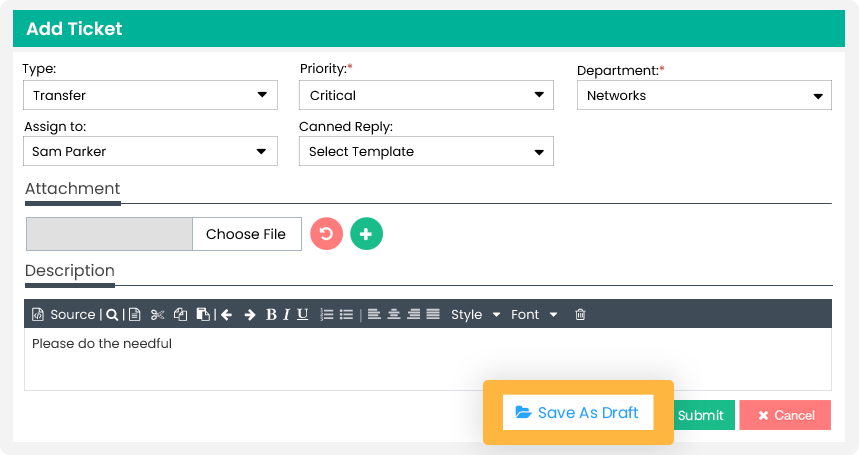 Add Ticket
Type: Priority:* Department:*
Transfer Critical Networks
Assign to: Canned Reply:
Sam Parker Select Template
Attachment
Choose File
Description
Source B I U Style Font
Please do the needful
Save As Draft Submit Cancel